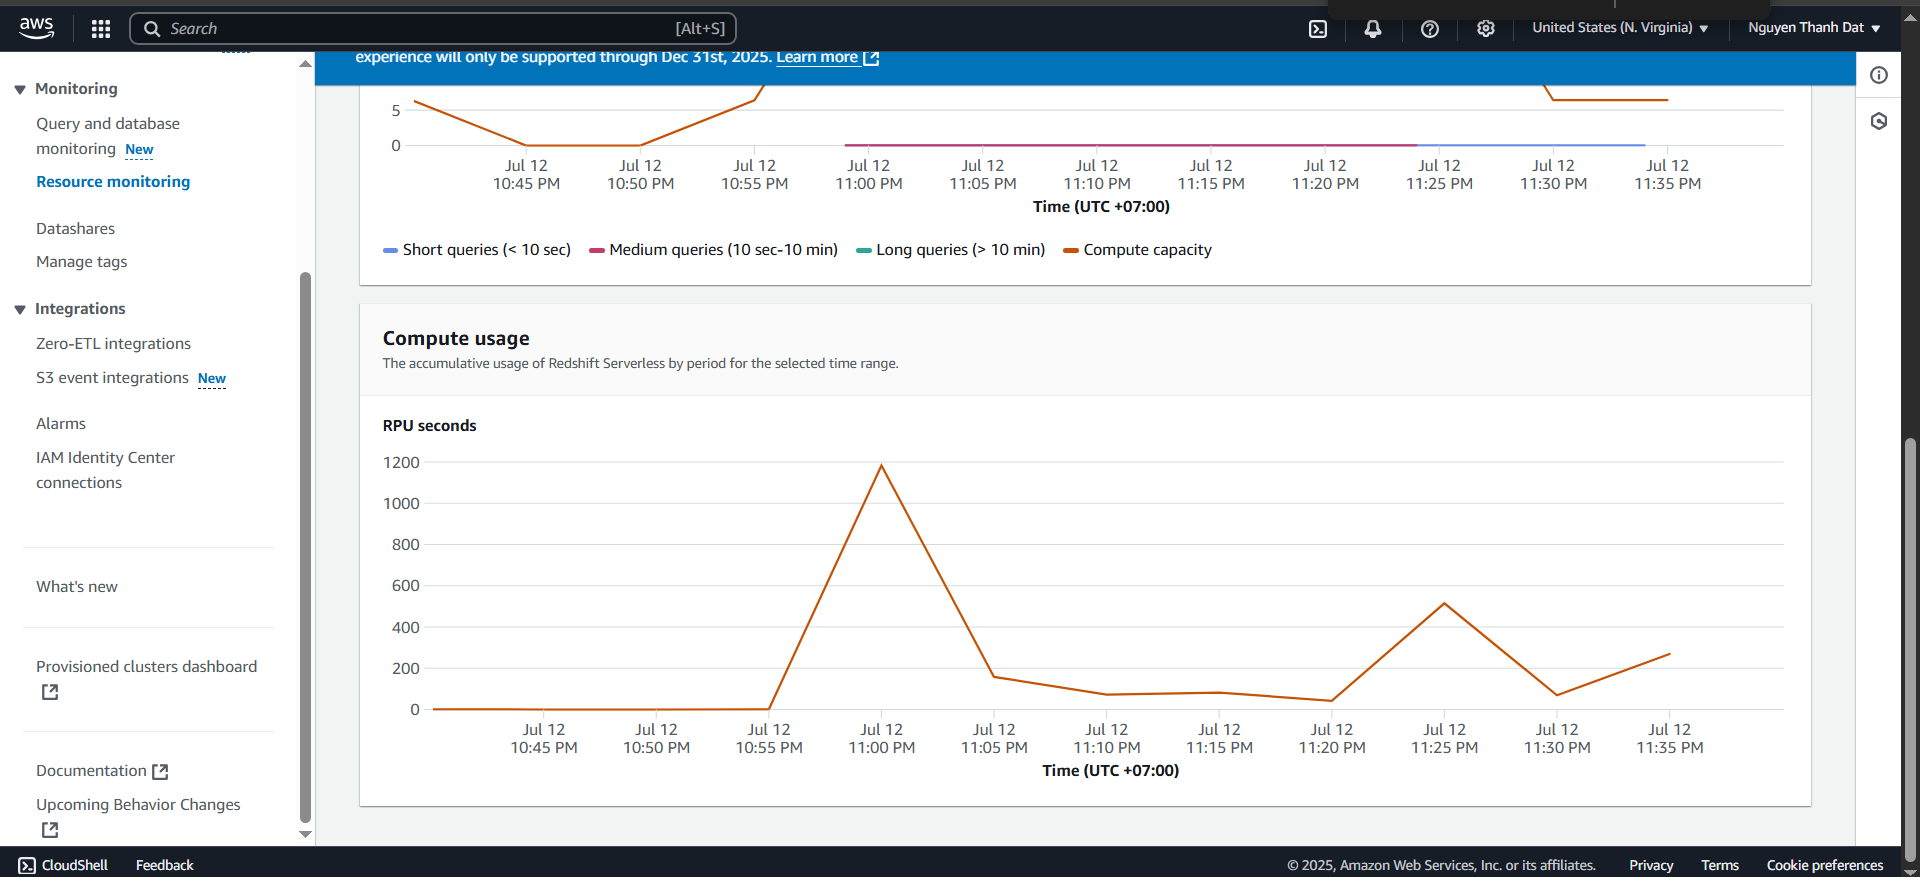 aws
Search
[Alt+S]
United States (N. Virginia)
Nguyen Thanh Dat
Monitoring
Query and database
monitoring New
Resource monitoring
Datashares
Manage tags
Integrations
Zero-ETL integrations
S3 event integrations New
Alarms
IAM Identity Center
connections
What's new
Provisioned clusters dashboard
Documentation
Upcoming Behavior Changes
experience will only be supported through Dec 31st, 2025. Learn more
5
0
Jul 12 Jul 12 Jul 12 Jul 12 Jul 12 Jul 12 Jul 12 Jul 12 Jul 12 Jul 12 Jul 12
10:45 PM 10:50 PM 10:55 PM 11:00 PM 11:05 PM 11:10 PM 11:15 PM 11:20 PM 11:25 PM 11:30 PM 11:35 PM
Time (UTC +07:00)
Short queries (< 10 sec) Medium queries (10 sec-10 min) Long queries (> 10 min) Compute capacity
Compute usage
The accumulative usage of Redshift Serverless by period for the selected time range.
RPU seconds
1200
1000
800
600
400
200
0
Jul 12 Jul 12 Jul 12 Jul 12 Jul 12 Jul 12 Jul 12 Jul 12 Jul 12 Jul 12 Jul 12
10:45 PM 10:50 PM 10:55 PM 11:00 PM 11:05 PM 11:10 PM 11:15 PM 11:20 PM 11:25 PM 11:30 PM 11:35 PM
Time (UTC +07:00)
CloudShell Feedback
© 2025, Amazon Web Services, Inc. or its affiliates. Privacy Terms Cookie preferences